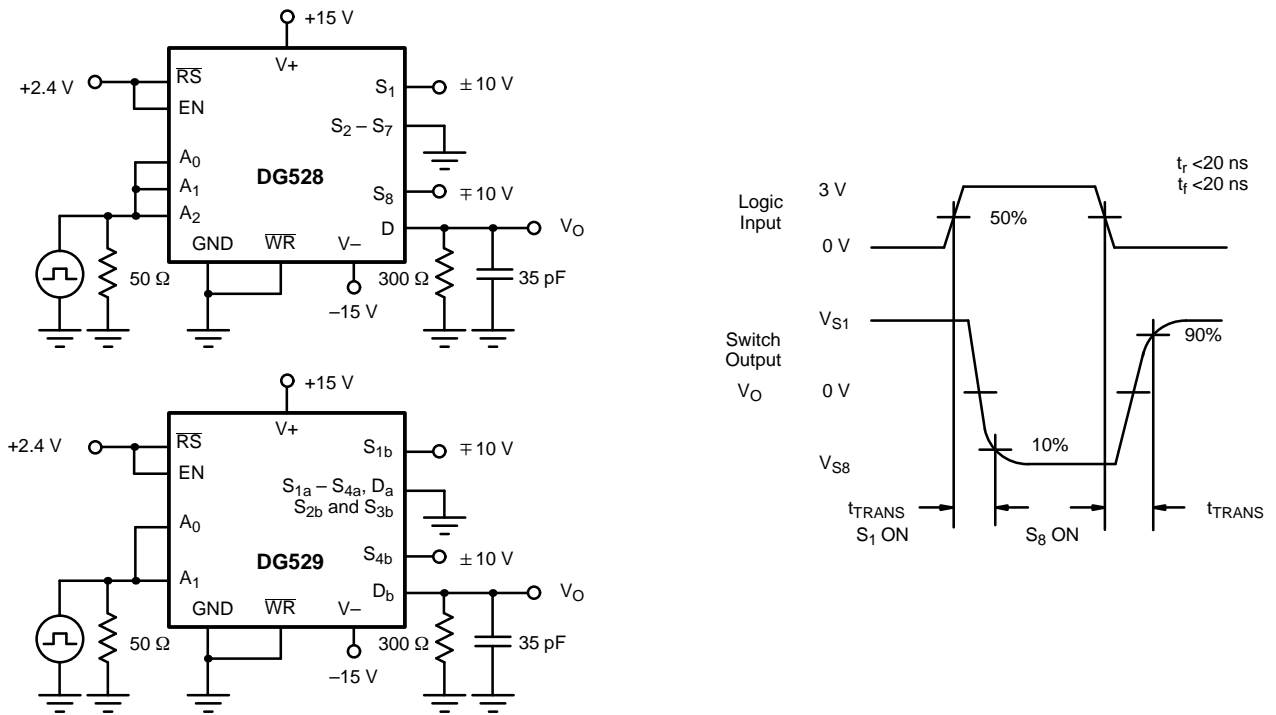 +15 V
V+
+2.4 V
RS
EN
S1
±10 V
S2 – S7
A0
A1
A2
DG528
S8
∓10 V
D
VO
GND
WR
V–
50 Ω
–15 V
300 Ω
35 pF
+15 V
V+
+2.4 V
RS
EN
S1b
∓10 V
S1a – S4a, Da
S2b and S3b
A0
A1
DG529
S4b
±10 V
Db
VO
GND
WR
V–
50 Ω
–15 V
300 Ω
35 pF
tr <20 ns
tf <20 ns
Logic
Input
3 V
50%
0 V
VS1
Switch
Output
VO
0 V
90%
10%
VS8
tTRANS
S1 ON
S8 ON
tTRANS